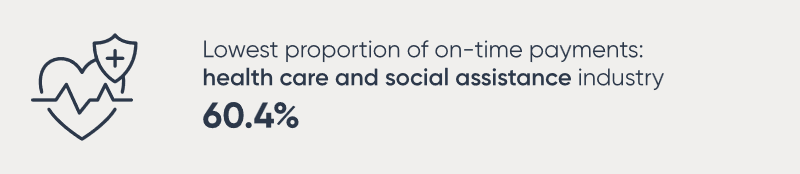 Lowest proportion of on-time payments:
health care and social assistance industry
60.4%